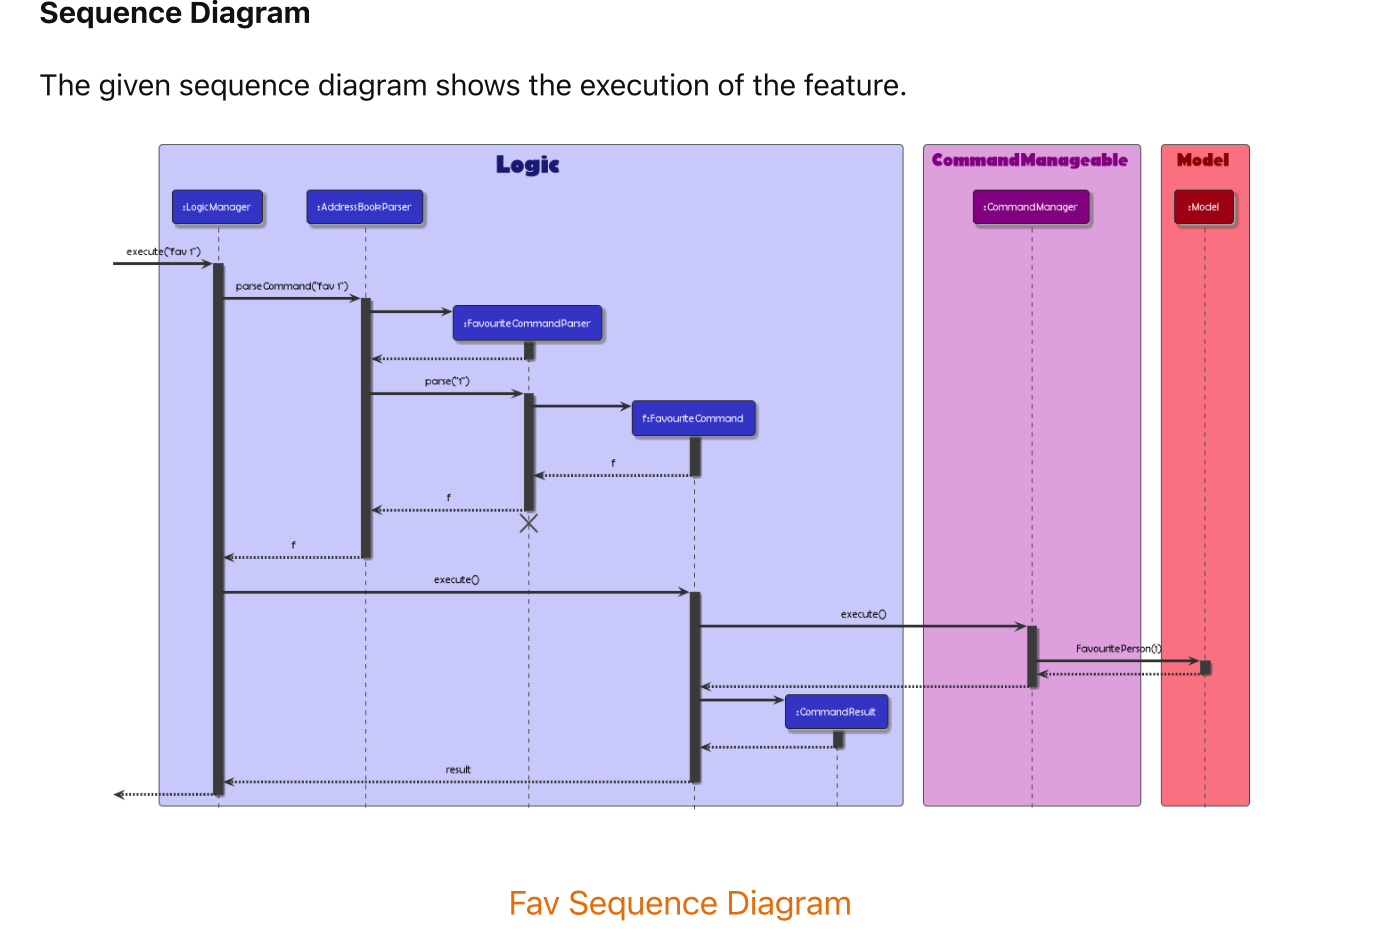 Sequence Diagram
The given sequence diagram shows the execution of the feature.
Logic
CommandManageable
Model
:LogicManager
:AddressBookParser
:CommandManager
:Model
execute("fav 1")
parseCommand("fav 1")
:FavouriteCommandParser
parse("1")
f:FavouriteCommand
f
f
f
execute()
execute()
FavouritePerson(1)
:CommandResult
result
Fav Sequence Diagram